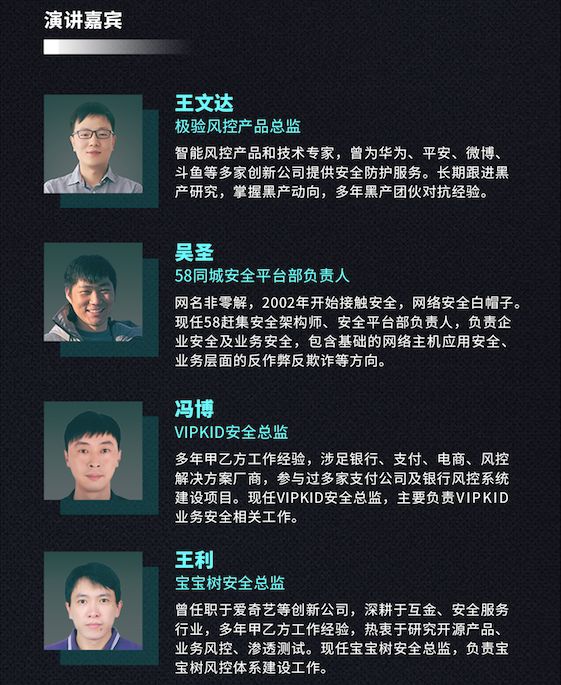 演讲嘉宾
王文达
极验风控产品总监
智能风控产品和技术专家，曾为华为、平安、微博、
斗鱼等多家创新公司提供安全防护服务。长期跟进黑
产研究，掌握黑产动向，多年黑产团伙对抗经验。
吴圣
58同城安全平台部负责人
网名非零解，2002年开始接触安全，网络安全白帽子。
现任58赶集安全架构师、安全平台部负责人，负责企
业安全及业务安全，包含基础的网络主机应用安全、
业务层面的反作弊反欺诈等方向。
冯博
VIPKID安全总监
多年甲乙方工作经验，涉足银行、支付、电商、风控
解决方案厂商，参与过多家支付公司及银行风控系统
建设项目。现任VIPKID安全总监，主要负责VIPKID
业务安全相关工作。
王利
宝宝树安全总监
曾任职于爱奇艺等创新公司，深耕于互金、安全服务
行业，多年甲乙方工作经验，热衷于研究开源产品、
业务风控、渗透测试。现任宝宝树安全总监，负责宝
宝树风控体系建设工作。